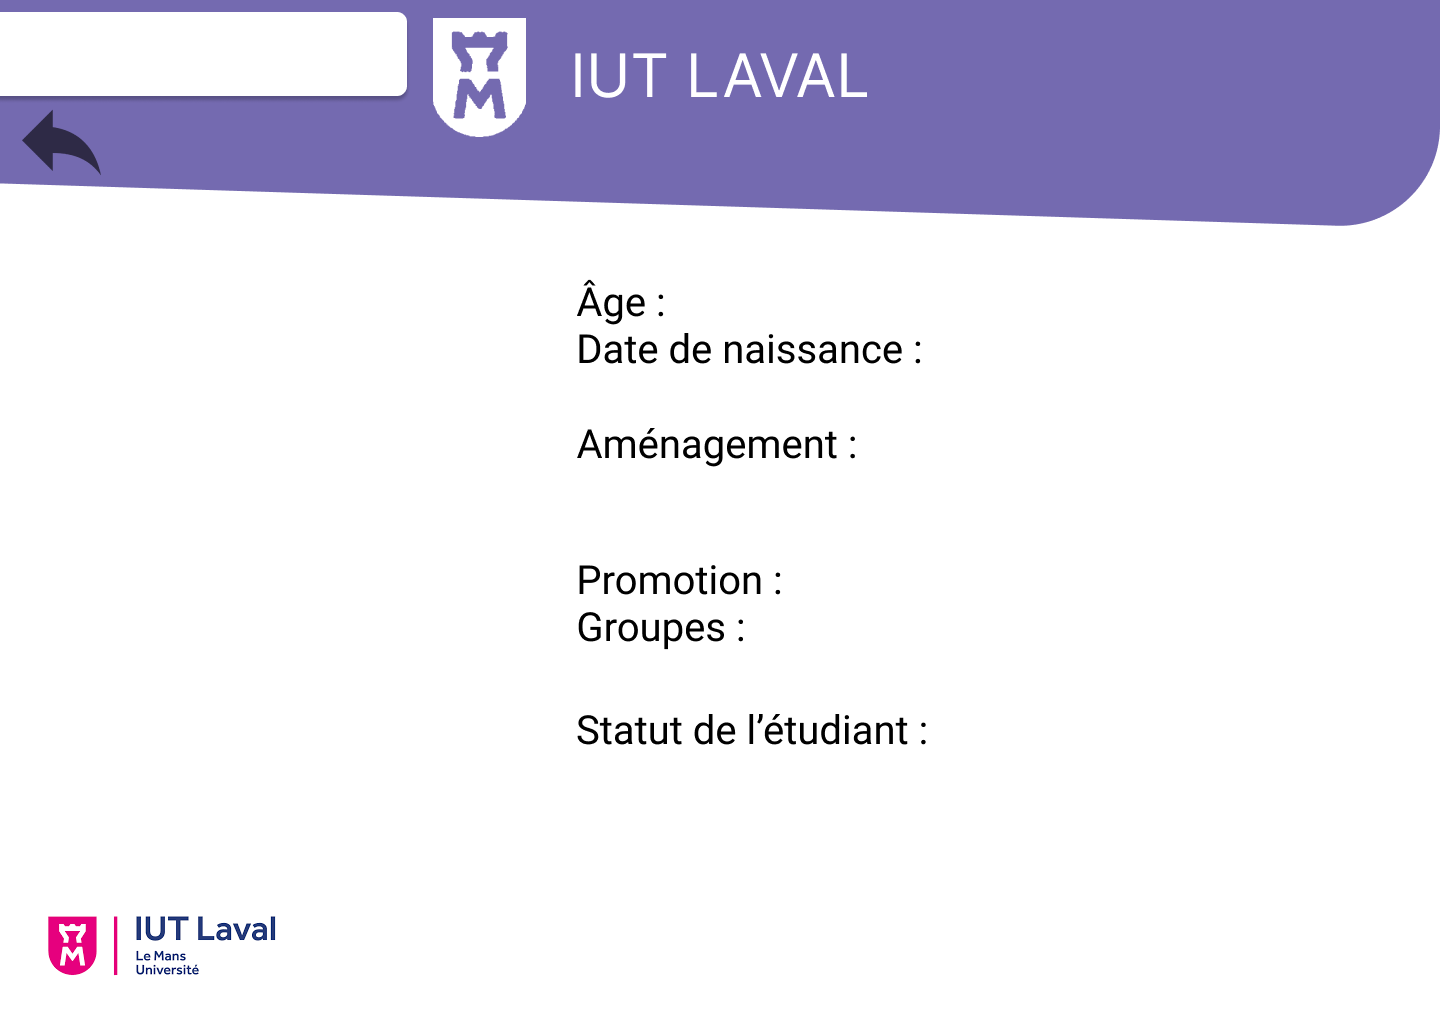 IUT LAVAL
Âge :
Date de naissance :
Aménagement :
Promotion :
Groupes :
Statut de l’étudiant :
IUT Laval
Le Mans
Université